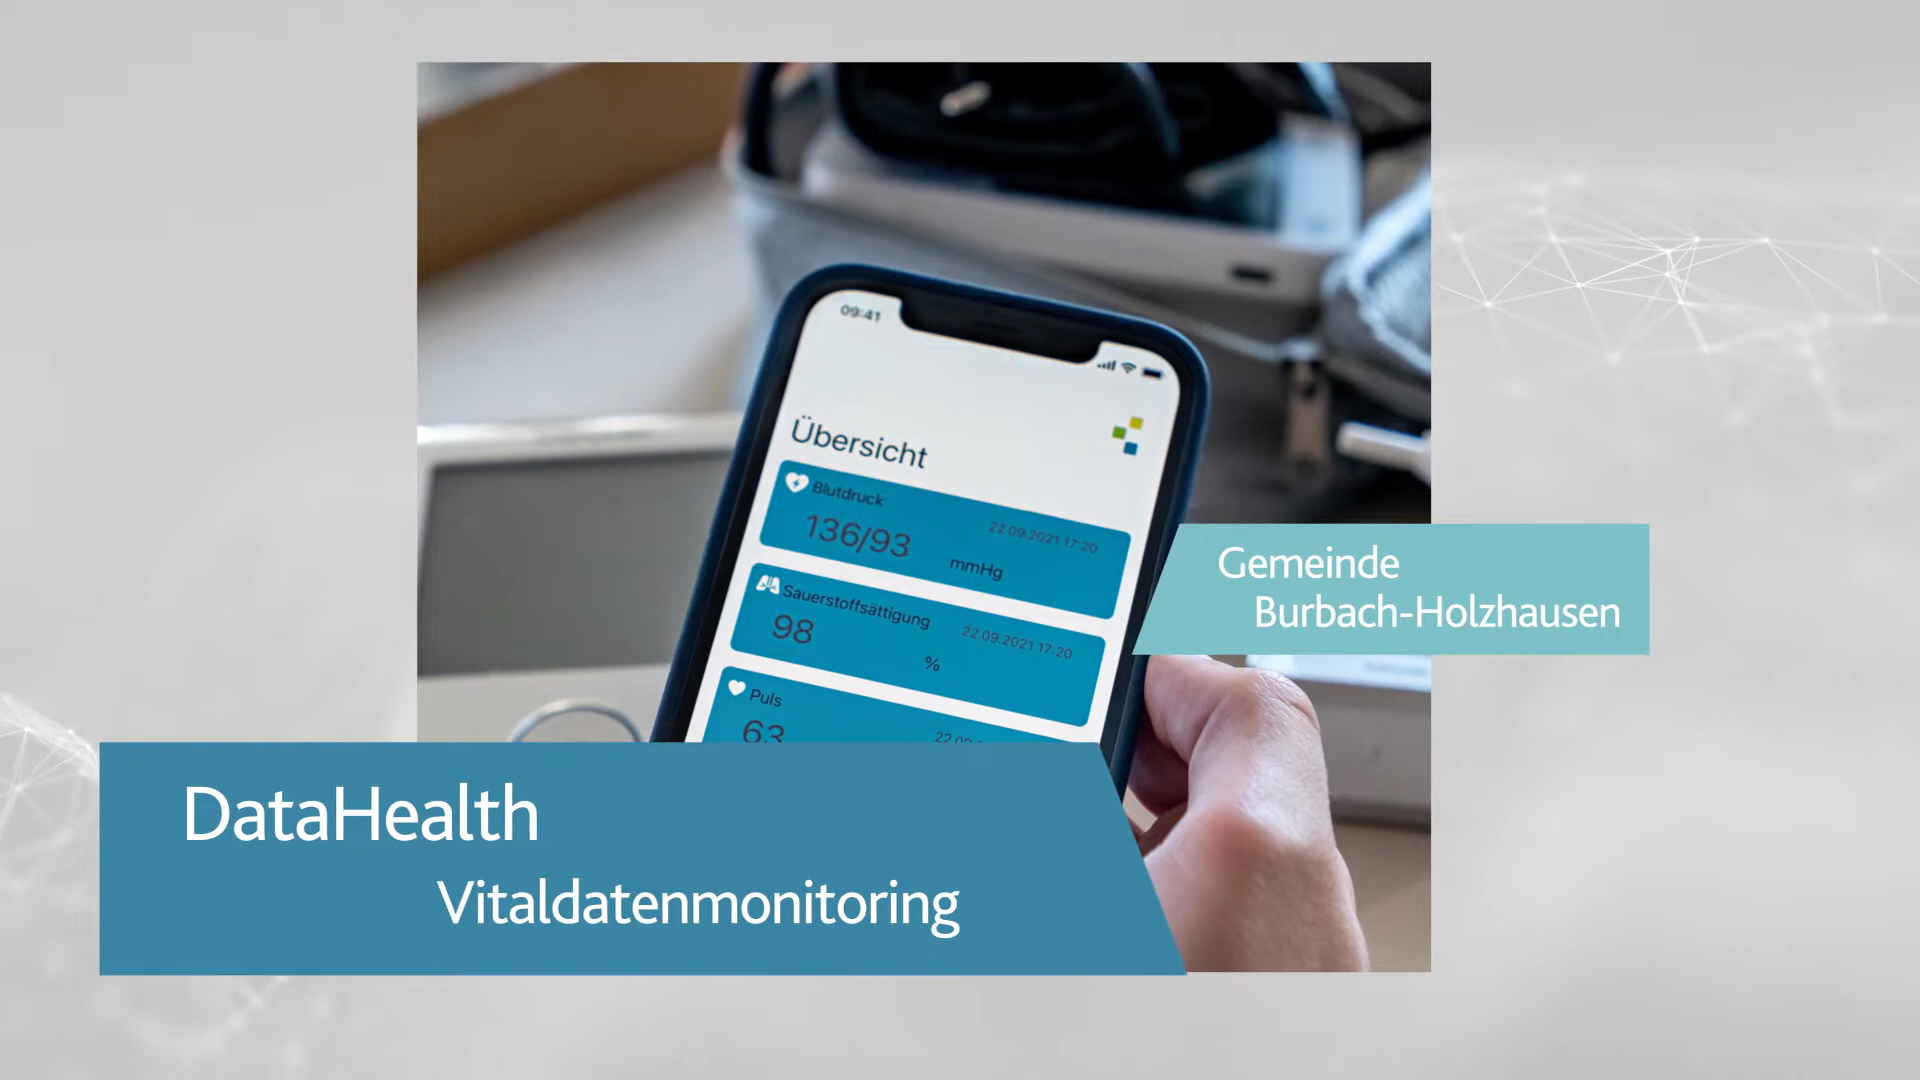 09:41
Übersicht
Blutdruck
22.09.2021 17:20
136/93 mmHg
Sauerstoffsättigung
22.09.2021 17:20
98 %
Puls
63
Gemeinde
Burbach-Holzhausen
DataHealth
Vitaldatenmonitoring